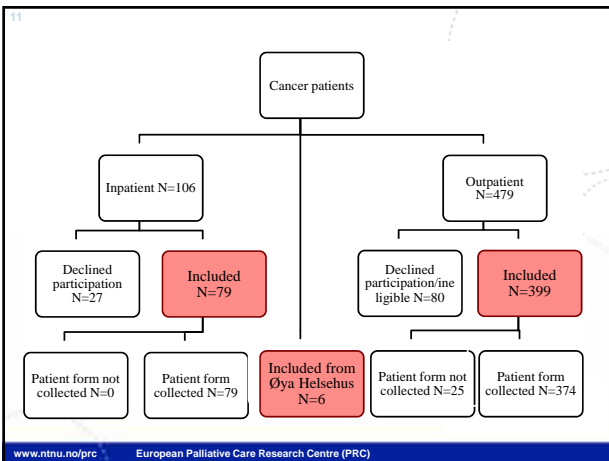 11
Cancer patients
Inpatient N=106
Outpatient
N=479
Declined
participation
N=27
Included
N=79
Declined
participation/ine
ligible N=80
Included
N=399
Patient form not
collected N=0
Patient form
collected N=79
Included from
Øya Helsehus
N=6
Patient form not
collected N=25
Patient form
collected N=374
www.ntnu.no/prc European Palliative Care Research Centre (PRC)